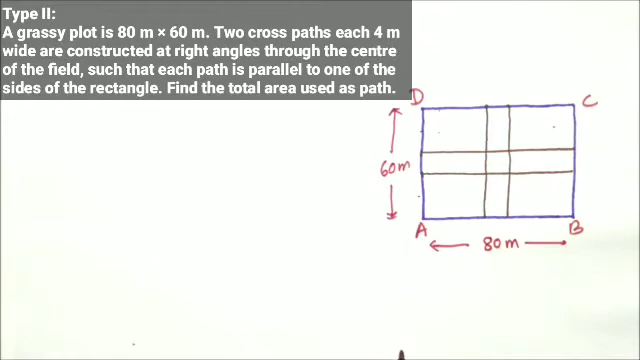 Type II:
A grassy plot is 80 m × 60 m. Two cross paths each 4 m
wide are constructed at right angles through the centre
of the field, such that each path is parallel to one of the
sides of the rectangle. Find the total area used as path.
D
C
60m
A
B
80m